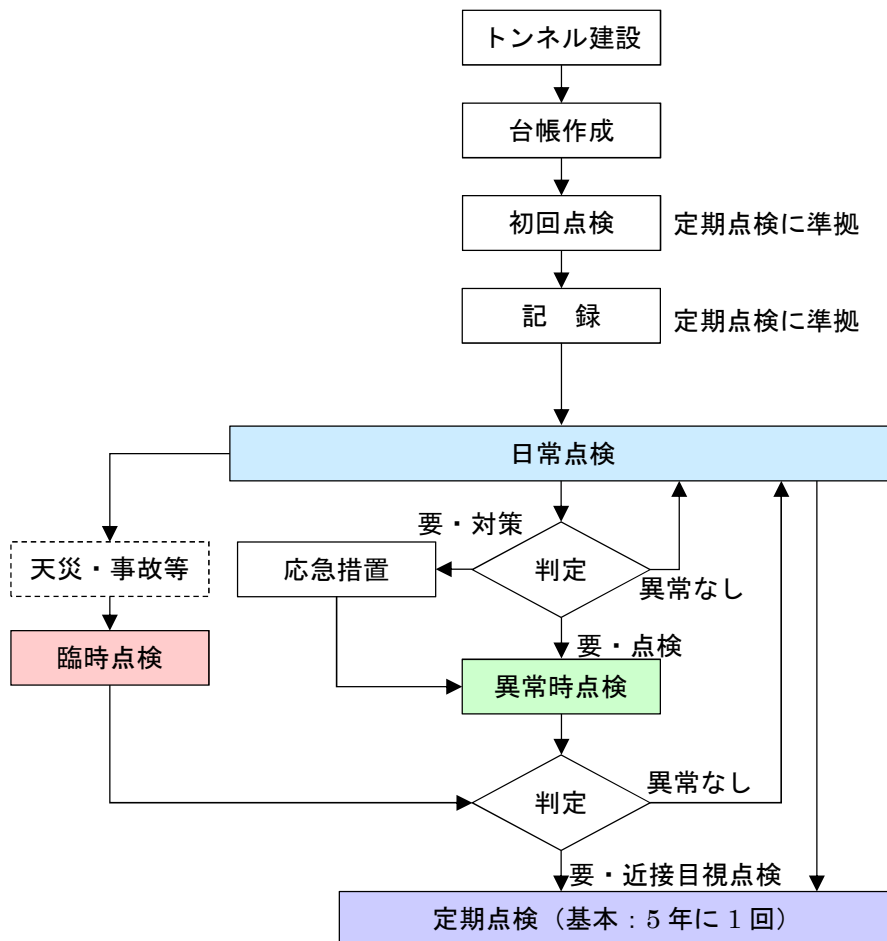 トンネル建設
台帳作成
初回点検
定期点検に準拠
記　録
定期点検に準拠
日常点検
要・対策
天災・事故等
応急措置
判定
異常なし
要・点検
臨時点検
異常時点検
異常なし
判定
要・近接目視点検
定期点検（基本：5 年に 1 回）